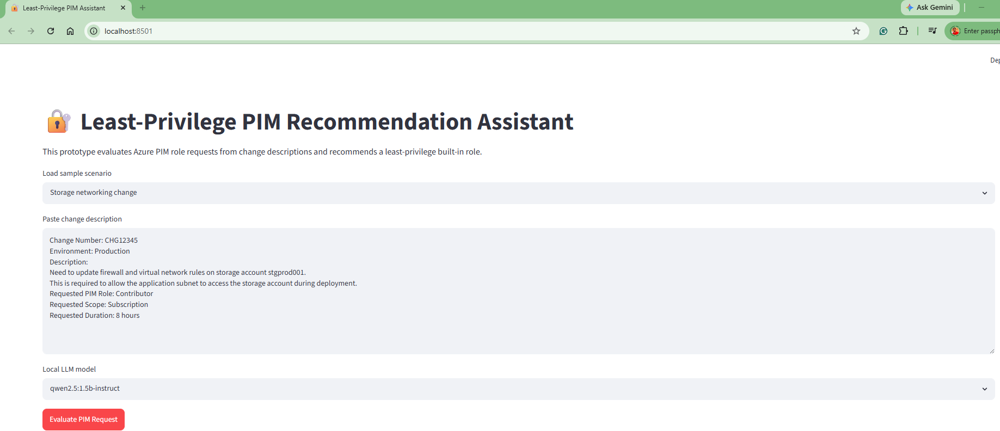 Least-Privilege PIM Assistant
Ask Gemini
localhost:8501
Enter passph
Dep
Least-Privilege PIM Recommendation Assistant
This prototype evaluates Azure PIM role requests from change descriptions and recommends a least-privilege built-in role.
Load sample scenario
Storage networking change
Paste change description
Change Number: CHG12345
Environment: Production
Description:
Need to update firewall and virtual network rules on storage account stgprod001.
This is required to allow the application subnet to access the storage account during deployment.
Requested PIM Role: Contributor
Requested Scope: Subscription
Requested Duration: 8 hours
Local LLM model
qwen2.5:1.5b-instruct
Evaluate PIM Request